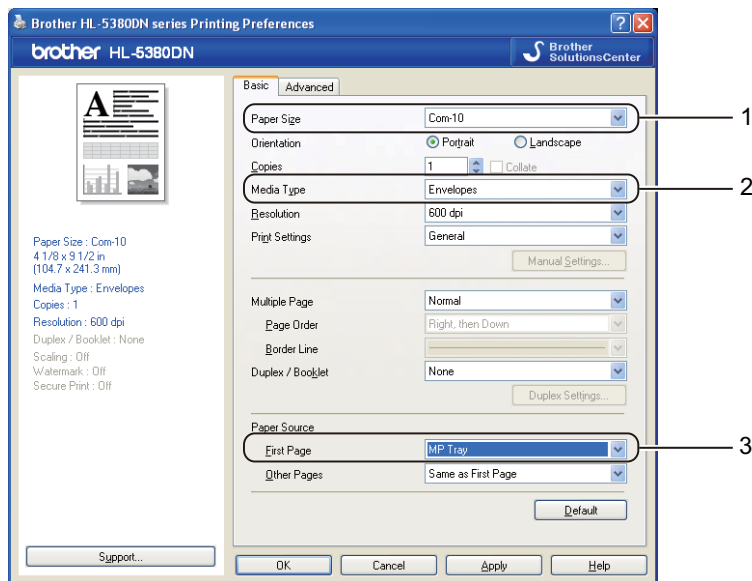 Brother HL-5380DN series Printing Preferences
brother HL-5380DN
Brother SolutionsCenter
Basic Advanced
Paper Size Com-10 1
Orientation Portrait Landscape
Copies 1 Collate
Media Type Envelopes 2
Resolution 600 dpi
Print Settings General
Manual Settings...
Multiple Page Normal
Page Order Right, then Down
Border Line
Duplex / Booklet None
Duplex Settings...
Paper Source
First Page MP Tray 3
Other Pages Same as First Page
Default
A
Paper Size : Com-10
4 1/8 x 9 1/2 in
(104.7 x 241.3 mm)
Media Type : Envelopes
Copies : 1
Resolution : 600 dpi
Duplex / Booklet : None
Scaling : Off
Watermark : Off
Secure Print : Off
Support...
OK Cancel Apply Help